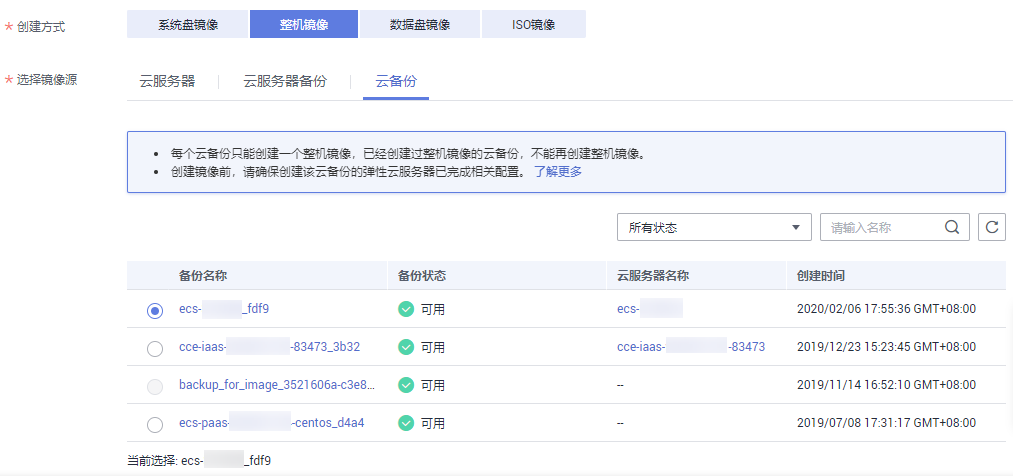 * 创建方式 系统盘镜像 整机镜像 数据盘镜像 ISO镜像
* 选择镜像源 云服务器 云服务器备份 云备份
• 每个云备份只能创建一个整机镜像，已经创建过整机镜像的云备份，不能再创建整机镜像。
• 创建镜像前，请确保创建该云备份的弹性云服务器已完成相关配置。 了解更多
所有状态 请输入名称
备份名称 备份状态 云服务器名称 创建时间
ecs- _fdf9 可用 ecs- 2020/02/06 17:55:36 GMT+08:00
cce-iaas- -83473_3b32 可用 cce-iaas- -83473 2019/12/23 15:23:45 GMT+08:00
backup_for_image_3521606a-c3e8... 可用 -- 2019/11/14 16:52:10 GMT+08:00
ecs-paas- -centos_d4a4 可用 -- 2019/07/08 17:31:17 GMT+08:00
当前选择: ecs- _fdf9